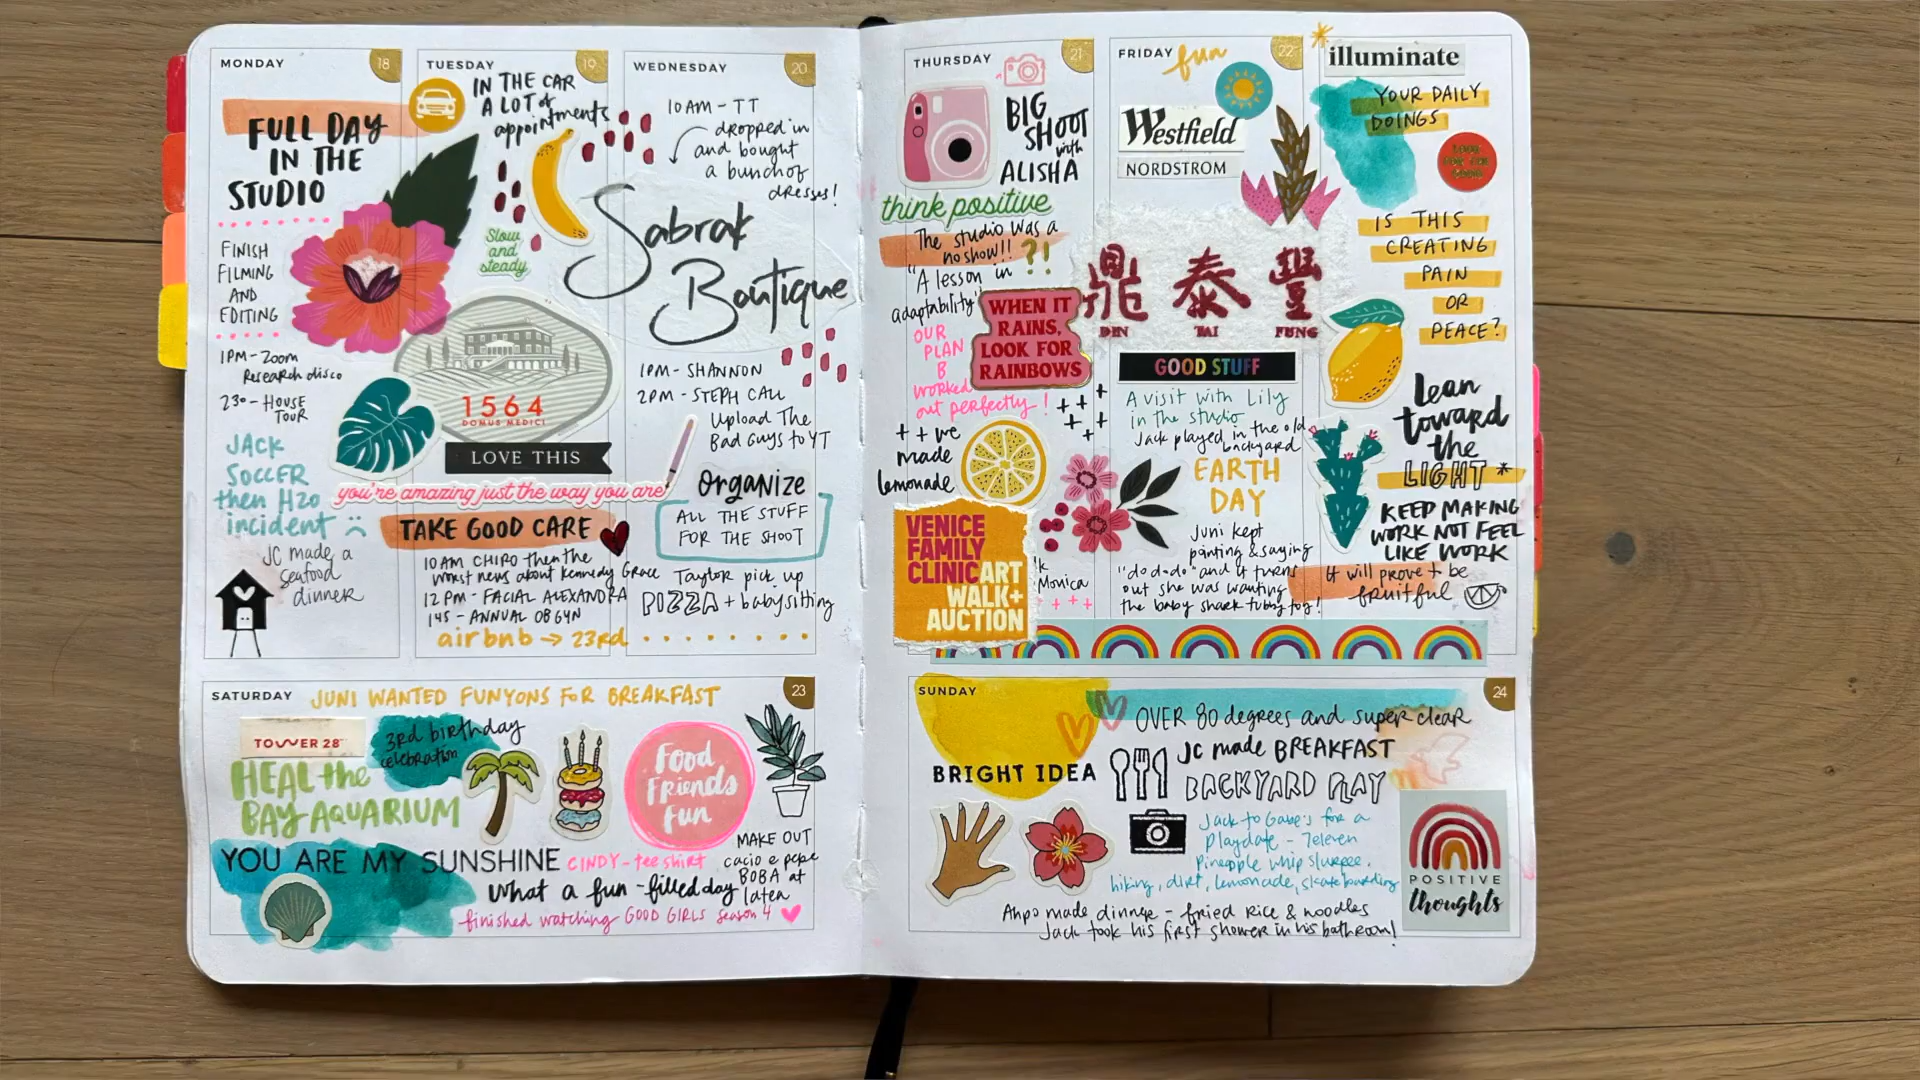 MONDAY 18
FULL DAY
IN THE
STUDIO
FINISH
FILMING
AND
EDITING
1PM - Zoom
Research disco
230 - HOUSE
TOUR
JACK
SOCCER
then H2O
incident
JC made a
seafood
dinner
TUESDAY 19
IN THE CAR
A LOT of
appointments
Slow
and
steady
1564
DOMUS MEDICI
LOVE THIS
you're amazing just the way you are
TAKE GOOD CARE
10AM CHIRO then the
worst news about Kennedy Grace
12PM - FACIAL ALEXANDRA
145 - ANNUAL OBGYN
airbnb → 23rd
WEDNESDAY 20
10AM - TT
dropped in
and bought
a bunch of
dresses!
Sabrak
Boutique
1PM - SHANNON
2PM - STEPH CALL
Upload The
Bad Guys to YT
Organize
ALL THE STUFF
FOR THE SHOOT
Taylor pick up
PIZZA + babysitting
THURSDAY 21
BIG
SHOOT
with
ALISHA
think positive
The studio was a
no show!! ?!
"A lesson in
adaptability"
WHEN IT
RAINS,
LOOK FOR
RAINBOWS
OUR
PLAN
B
worked
out perfectly!
++ we
made
lemonade
VENICE
FAMILY
CLINIC ART
WALK+
AUCTION
Monica
FRIDAY fun 22
Westfield
NORDSTROM
鼎泰豐
DIN TAI FUNG
GOOD STUFF
A visit with Lily
in the studio
Jack played in the old
backyard
EARTH
DAY
Juni kept
pointing & saying
"do do do" and it turns
out she was wanting
the baby shark tubby toy!
illuminate
YOUR DAILY
DOINGS
LOOK
FOR THE
GOOD
IS THIS
CREATING
PAIN
OR
PEACE?
Lean
toward
the
LIGHT *
KEEP MAKING
WORK NOT FEEL
LIKE WORK
It will prove to be
fruitful
SATURDAY 23
JUNI WANTED FUNYONS FOR BREAKFAST
TOWER 28
3rd birthday
celebration
HEAL the
BAY AQUARIUM
Food
Friends
Fun
YOU ARE MY SUNSHINE
CINDY - tee shirt
What a fun-filled day
finished watching GOOD GIRLS season 4
MAKE OUT
cacio e pepe
BOBA at
SUNDAY 24
BRIGHT IDEA
OVER 80 degrees and super clear
JC made BREAKFAST
BACKYARD PLAY
Jack to Gabe's for a
playdate - 7eleven
Pineapple whip slurpee,
hiking, dirt, lemonade, skateboarding
Ahpo made dinner - fried rice & noodles
Jack took his first shower in his bathroom!
POSITIVE
thoughts